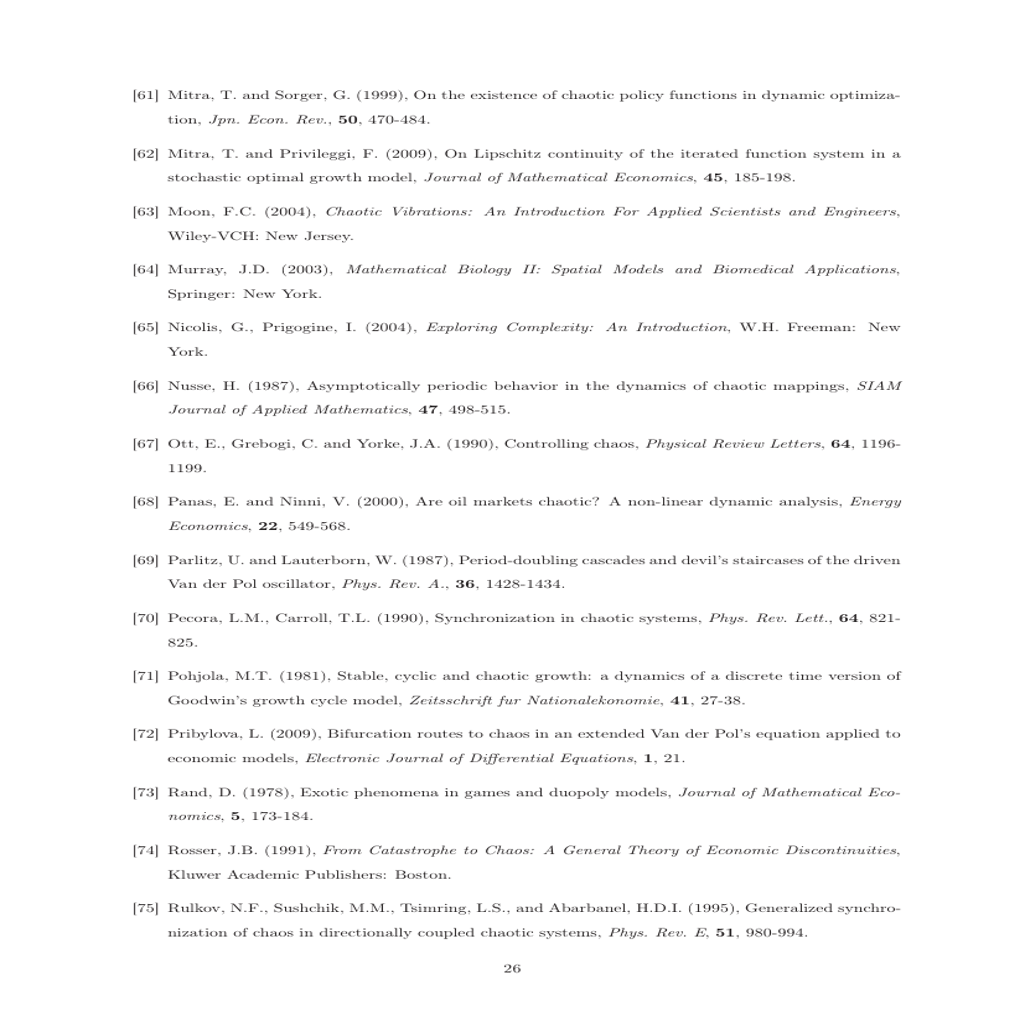 [61] Mitra, T. and Sorger, G. (1999), On the existence of chaotic policy functions in dynamic optimiza-
tion, Jpn. Econ. Rev., 50, 470-484.
[62] Mitra, T. and Privileggi, F. (2009), On Lipschitz continuity of the iterated function system in a
stochastic optimal growth model, Journal of Mathematical Economics, 45, 185-198.
[63] Moon, F.C. (2004), Chaotic Vibrations: An Introduction For Applied Scientists and Engineers,
Wiley-VCH: New Jersey.
[64] Murray, J.D. (2003), Mathematical Biology II: Spatial Models and Biomedical Applications,
Springer: New York.
[65] Nicolis, G., Prigogine, I. (2004), Exploring Complexity: An Introduction, W.H. Freeman: New
York.
[66] Nusse, H. (1987), Asymptotically periodic behavior in the dynamics of chaotic mappings, SIAM
Journal of Applied Mathematics, 47, 498-515.
[67] Ott, E., Grebogi, C. and Yorke, J.A. (1990), Controlling chaos, Physical Review Letters, 64, 1196-
1199.
[68] Panas, E. and Ninni, V. (2000), Are oil markets chaotic? A non-linear dynamic analysis, Energy
Economics, 22, 549-568.
[69] Parlitz, U. and Lauterborn, W. (1987), Period-doubling cascades and devil's staircases of the driven
Van der Pol oscillator, Phys. Rev. A., 36, 1428-1434.
[70] Pecora, L.M., Carroll, T.L. (1990), Synchronization in chaotic systems, Phys. Rev. Lett., 64, 821-
825.
[71] Pohjola, M.T. (1981), Stable, cyclic and chaotic growth: a dynamics of a discrete time version of
Goodwin's growth cycle model, Zeitsschrift fur Nationalekonomie, 41, 27-38.
[72] Pribylova, L. (2009), Bifurcation routes to chaos in an extended Van der Pol's equation applied to
economic models, Electronic Journal of Differential Equations, 1, 21.
[73] Rand, D. (1978), Exotic phenomena in games and duopoly models, Journal of Mathematical Eco-
nomics, 5, 173-184.
[74] Rosser, J.B. (1991), From Catastrophe to Chaos: A General Theory of Economic Discontinuities,
Kluwer Academic Publishers: Boston.
[75] Rulkov, N.F., Sushchik, M.M., Tsimring, L.S., and Abarbanel, H.D.I. (1995), Generalized synchro-
nization of chaos in directionally coupled chaotic systems, Phys. Rev. E, 51, 980-994.
26